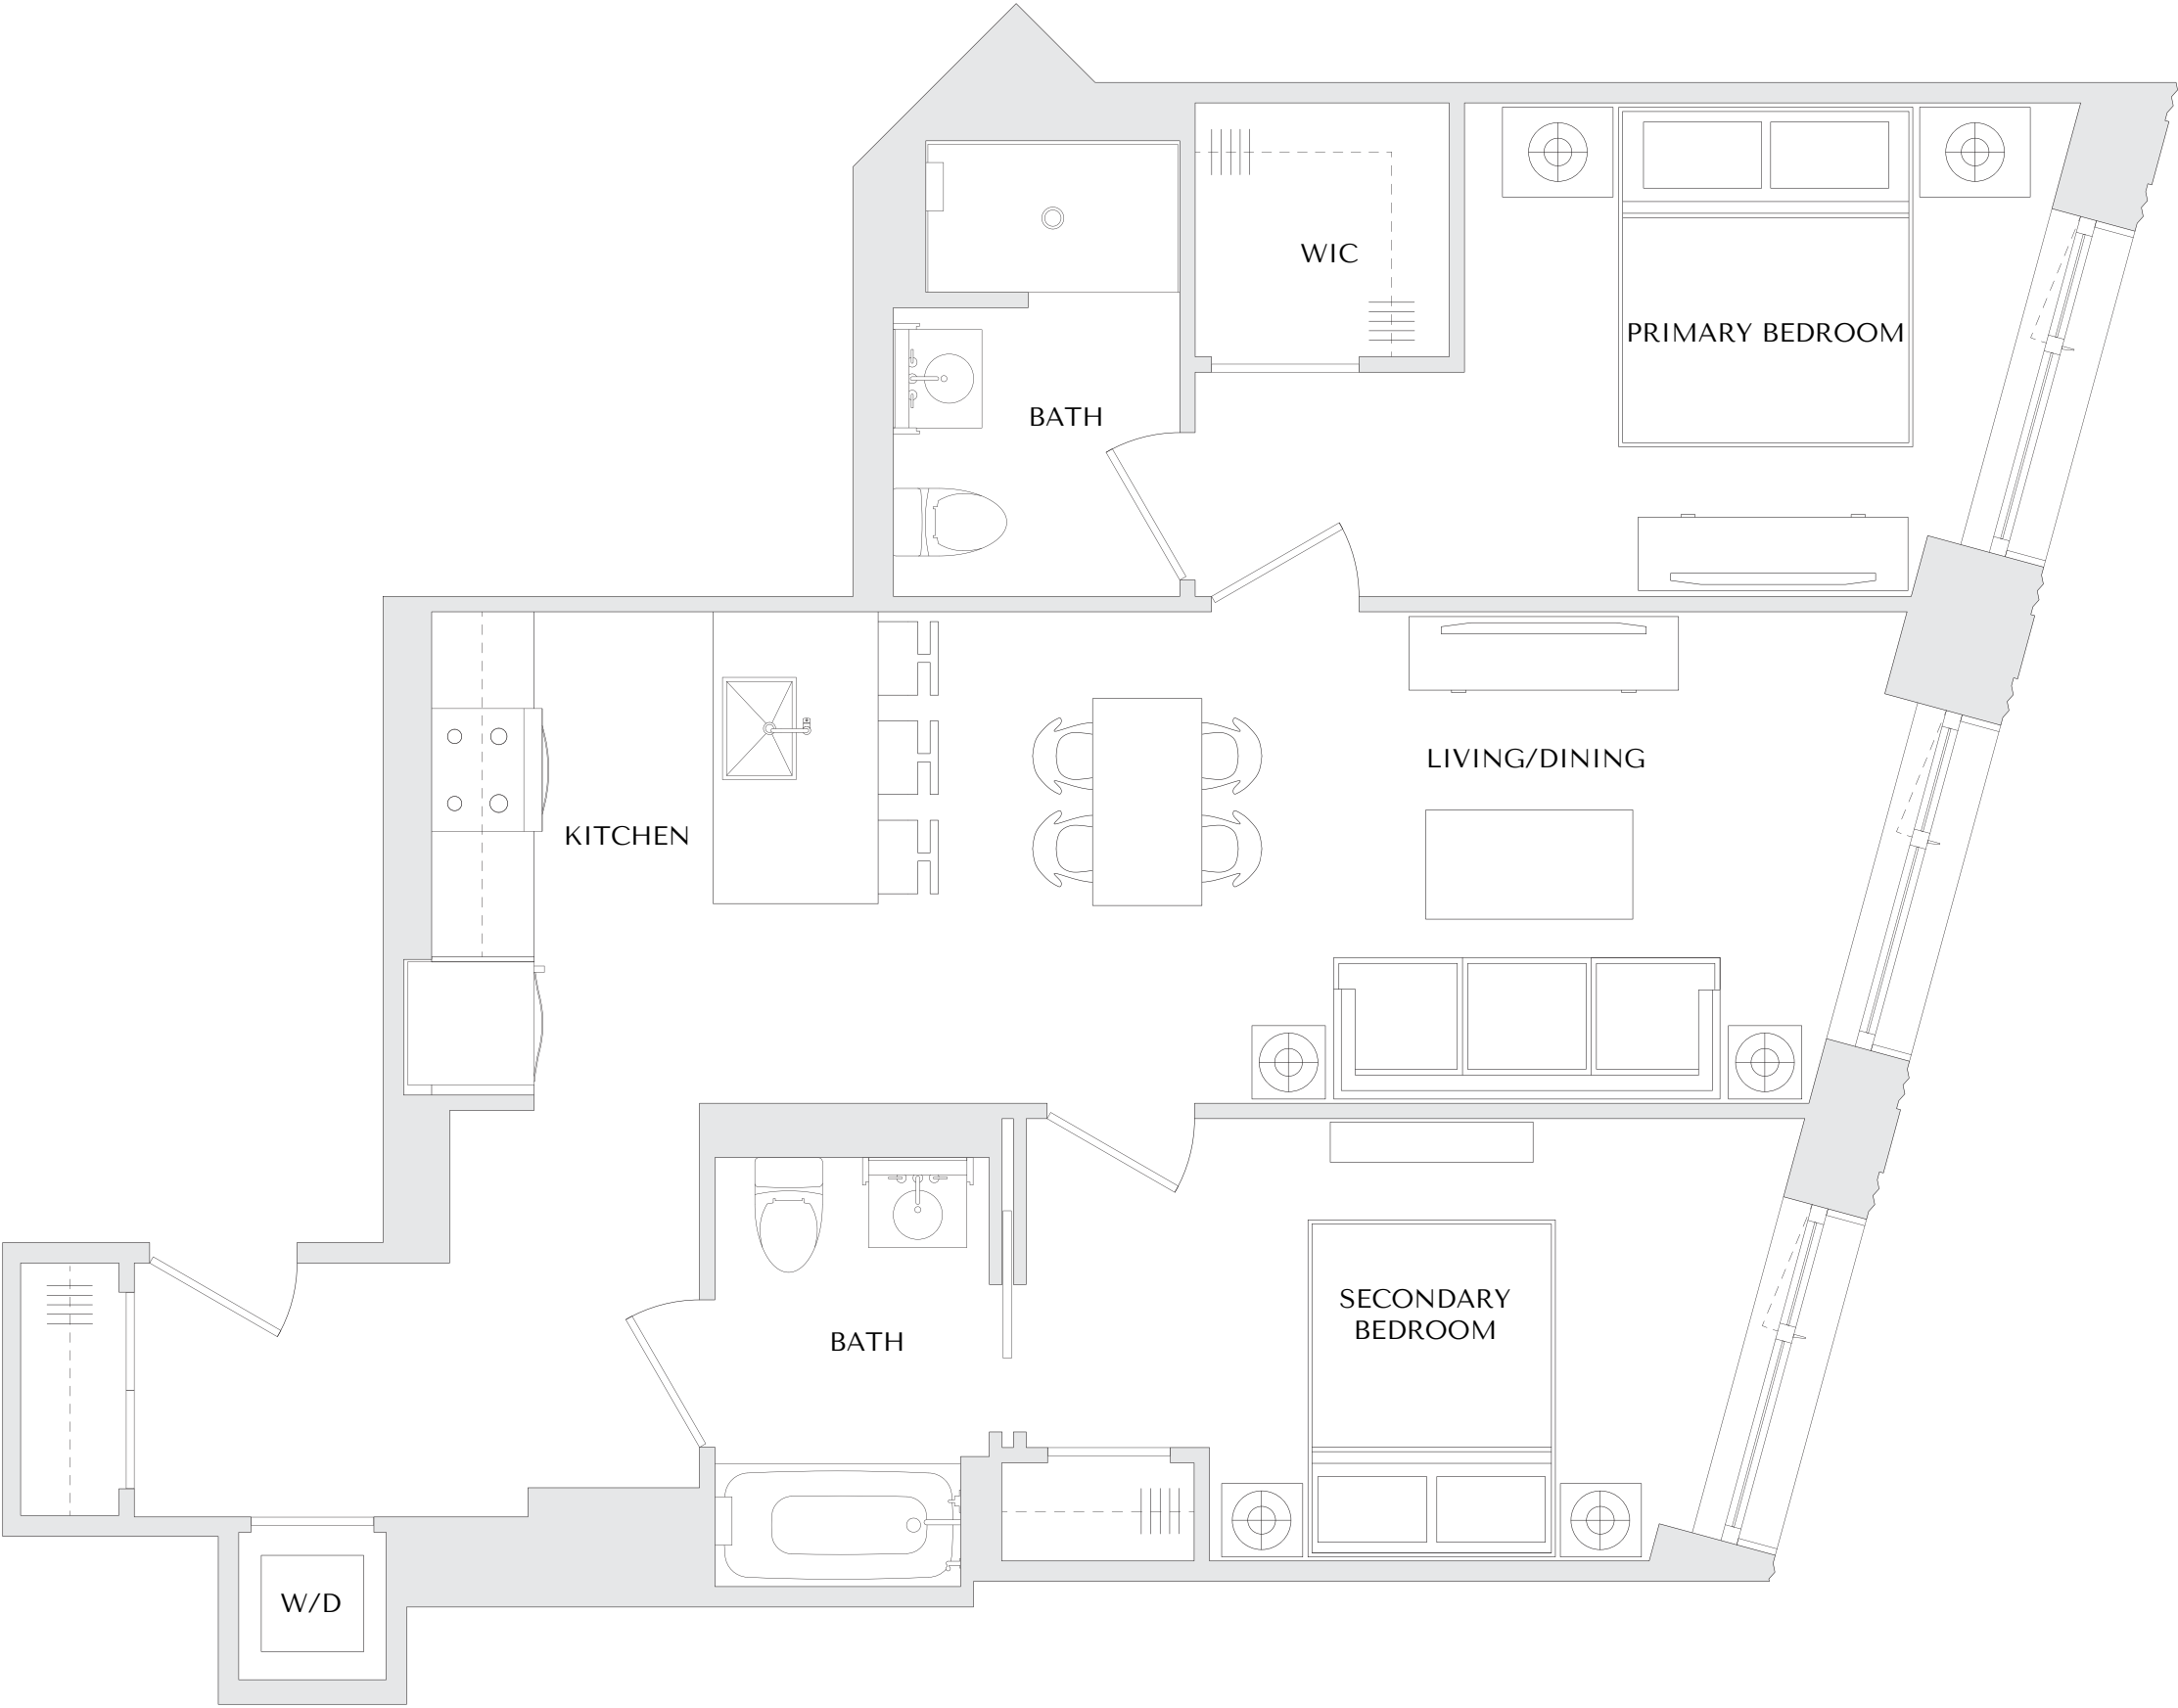 WIC
PRIMARY BEDROOM
BATH
LIVING/DINING
KITCHEN
SECONDARY
BEDROOM
BATH
W/D